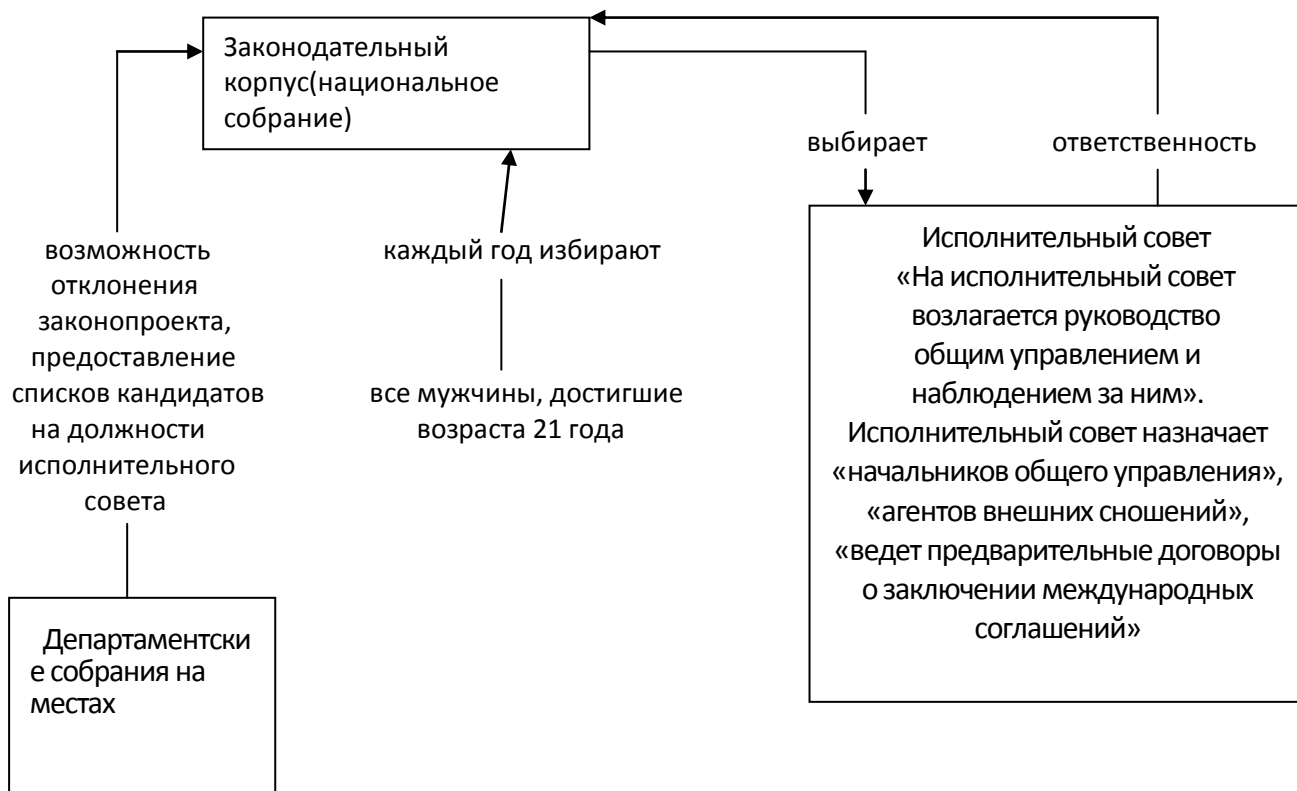 Законодательный
корпус(национальное
собрание)
выбирает
ответственность
возможность
отклонения
законопроекта,
предоставление
списков кандидатов
на должности
исполнительного
совета
каждый год избирают
все мужчины, достигшие
возраста 21 года
Исполнительный совет
«На исполнительный совет
возлагается руководство
общим управлением и
наблюдением за ним».
Исполнительный совет назначает
«начальников общего управления»,
«агентов внешних сношений»,
«ведет предварительные договоры
о заключении международных
соглашений»
Департаментски
е собрания на
местах